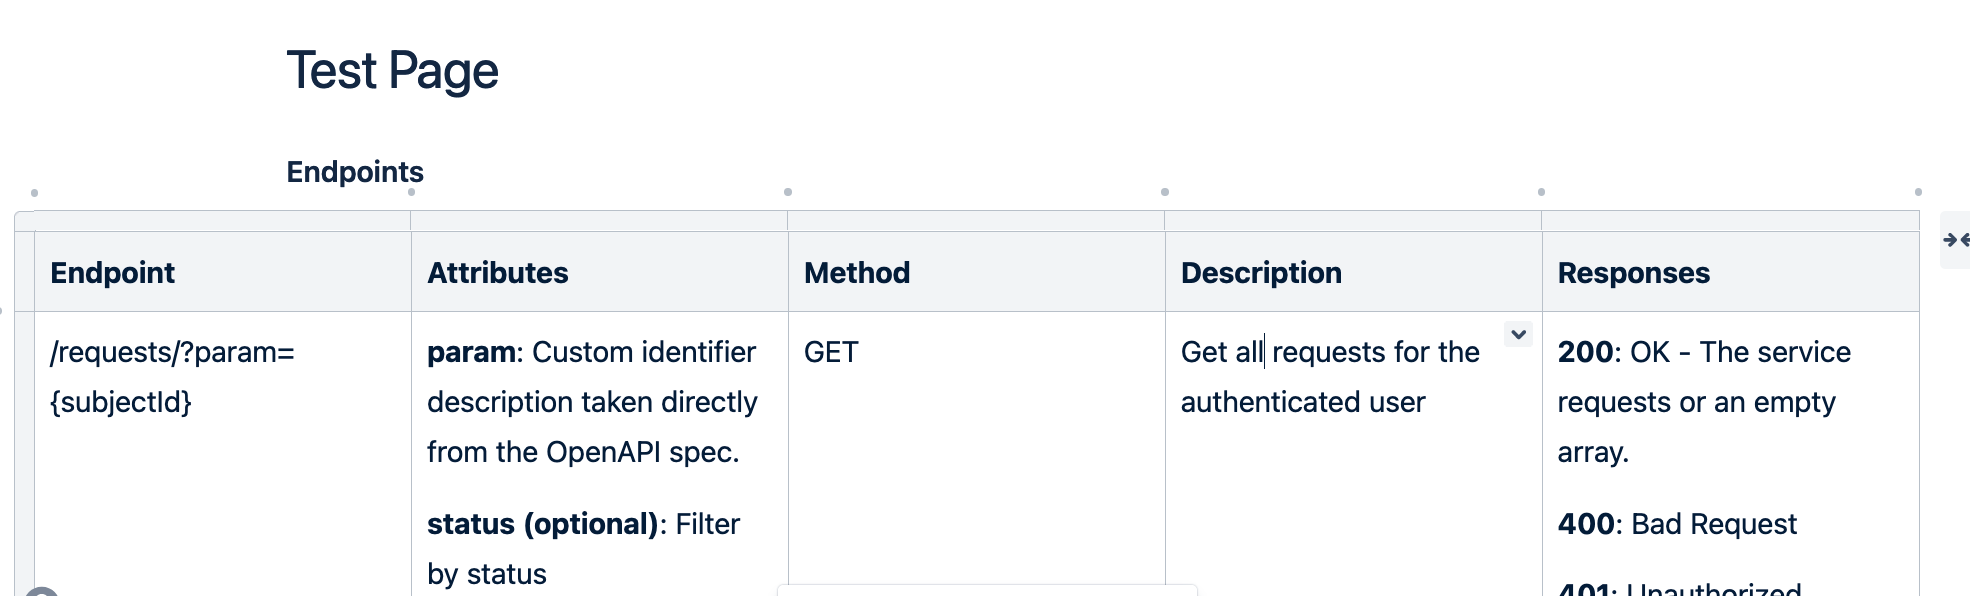 Test Page
Endpoints
Endpoint
Attributes
Method
Description
Responses
/requests/?param=
{subjectId}
param: Custom identifier
description taken directly
from the OpenAPI spec.
status (optional): Filter
by status
GET
Get all requests for the
authenticated user
200: OK - The service
requests or an empty
array.
400: Bad Request
401: Unauthorized